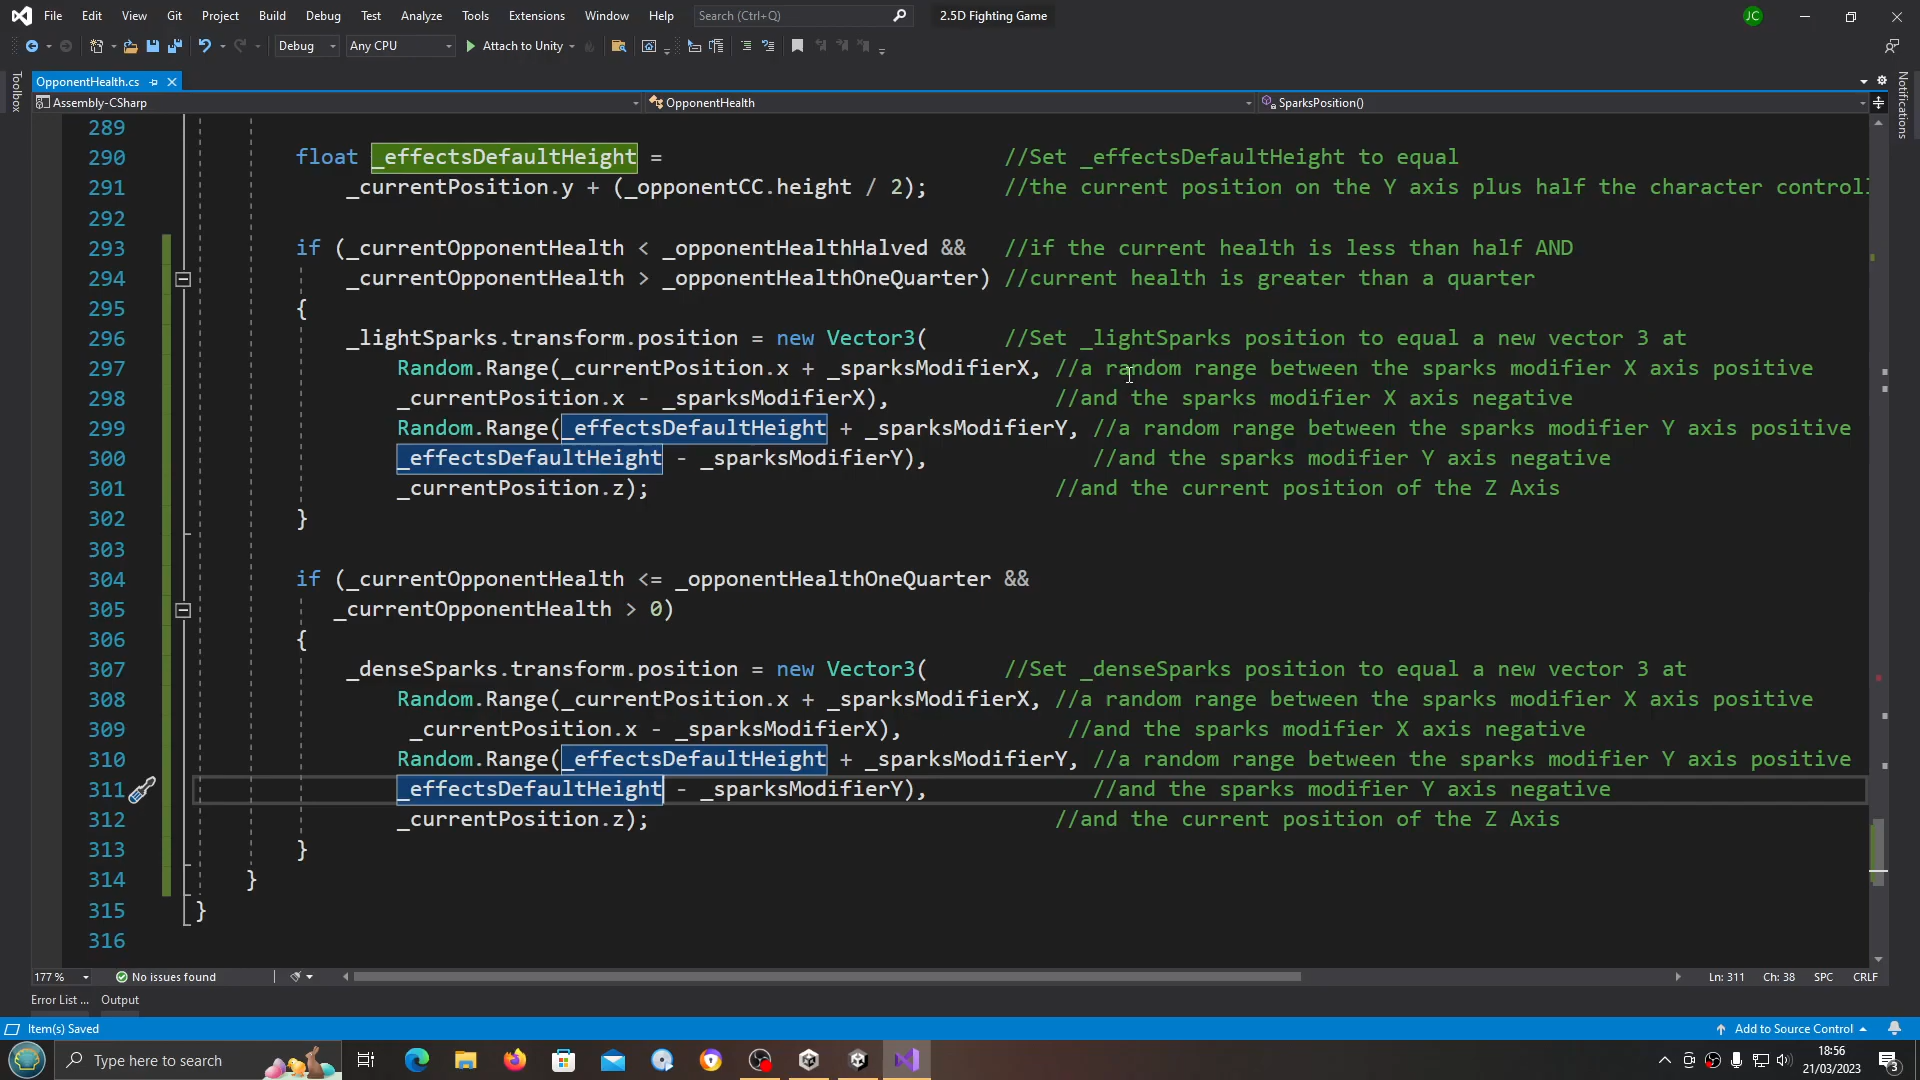 File Edit View Git Project Build Debug Test Analyze Tools Extensions Window Help Search (Ctrl+Q) 2.5D Fighting Game JC
Debug Any CPU Attach to Unity
Toolbox
OpponentHealth.cs
Notifications
Assembly-CSharp OpponentHealth SparksPosition()
289
290 float _effectsDefaultHeight = //Set _effectsDefaultHeight to equal
291 _currentPosition.y + (_opponentCC.height / 2); //the current position on the Y axis plus half the character control
292
293 if (_currentOpponentHealth < _opponentHealthHalved && //if the current health is less than half AND
294 _currentOpponentHealth > _opponentHealthOneQuarter) //current health is greater than a quarter
295 {
296 _lightSparks.transform.position = new Vector3( //Set _lightSparks position to equal a new vector 3 at
297 Random.Range(_currentPosition.x + _sparksModifierX, //a random range between the sparks modifier X axis positive
298 _currentPosition.x - _sparksModifierX), //and the sparks modifier X axis negative
299 Random.Range(_effectsDefaultHeight + _sparksModifierY, //a random range between the sparks modifier Y axis positive
300 _effectsDefaultHeight - _sparksModifierY), //and the sparks modifier Y axis negative
301 _currentPosition.z); //and the current position of the Z Axis
302 }
303
304 if (_currentOpponentHealth <= _opponentHealthOneQuarter &&
305 _currentOpponentHealth > 0)
306 {
307 _denseSparks.transform.position = new Vector3( //Set _denseSparks position to equal a new vector 3 at
308 Random.Range(_currentPosition.x + _sparksModifierX, //a random range between the sparks modifier X axis positive
309 _currentPosition.x - _sparksModifierX), //and the sparks modifier X axis negative
310 Random.Range(_effectsDefaultHeight + _sparksModifierY, //a random range between the sparks modifier Y axis positive
311 _effectsDefaultHeight - _sparksModifierY), //and the sparks modifier Y axis negative
312 _currentPosition.z); //and the current position of the Z Axis
313 }
314 }
315 }
316
177 % No issues found Ln: 311 Ch: 38 SPC CRLF
Error List ... Output
Item(s) Saved Add to Source Control
Type here to search 18:56
21/03/2023 3